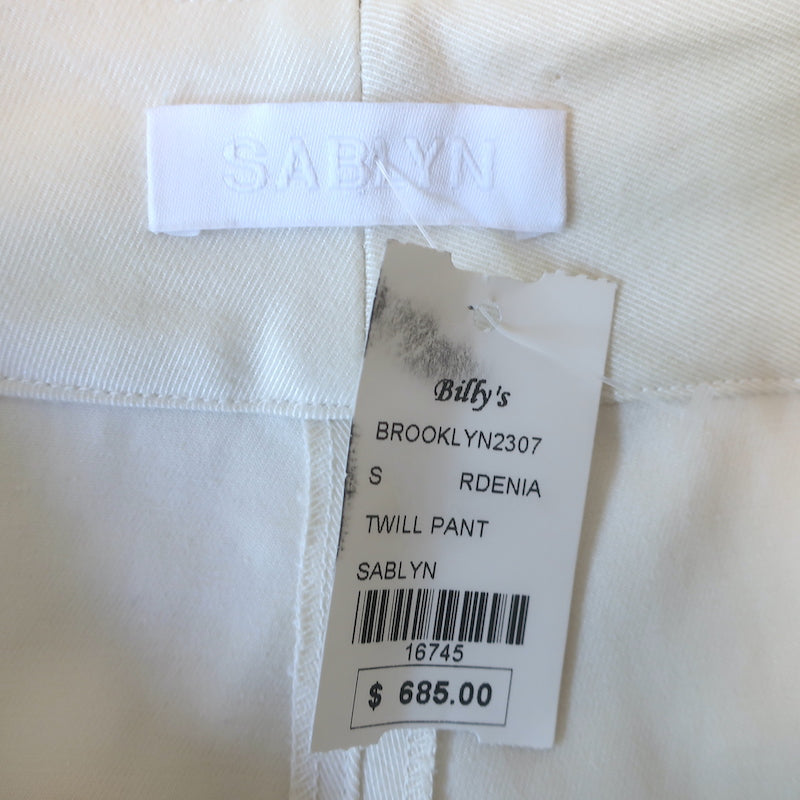 SABLYN
Billy's
BROOKLYN2307
S RDENIA
TWILL PANT
SABLYN
16745
$ 685.00